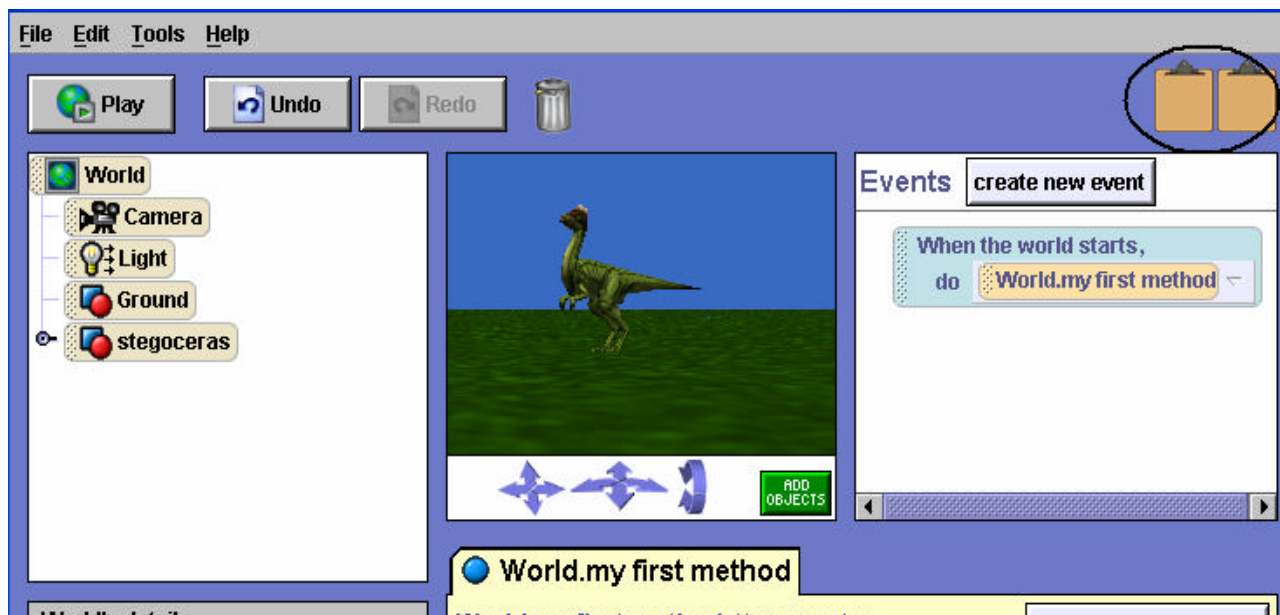 File Edit Tools Help
Play Undo Redo
World
Camera
Light
Ground
stegoceras
ADD
OBJECTS
Events create new event
When the world starts,
do World.my first method
World.my first method